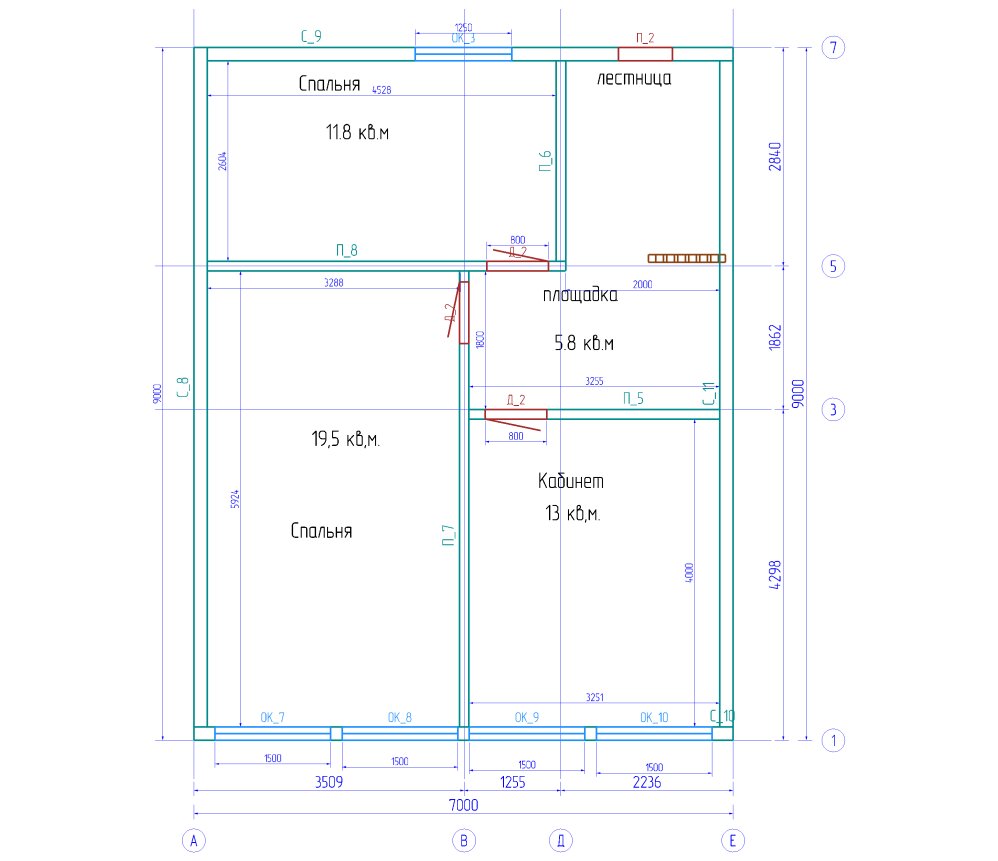 1250
С_9
ОК_3
П_2
7
Спальня
лестница
4528
11.8 кв.м
2604
П_6
2840
800
П_8
Д_2
5
3288
2000
площадка
Д_2
1800
5.8 кв.м
1862
9000
С_8
3255
С_11
9000
Д_2
П_5
3
800
19,5 кв,м.
Кабинет
13 кв,м.
5924
Спальня
П_7
4000
4298
3251
ОК_7
ОК_8
ОК_9
ОК_10
С_10
1
1500
1500
1500
1500
3509
1255
2236
7000
А
В
Д
Е